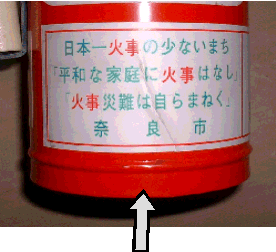 日本一火事の少ないまち
「平和な家庭に火事はなし」
「火事災難は自らまねく」
奈良市